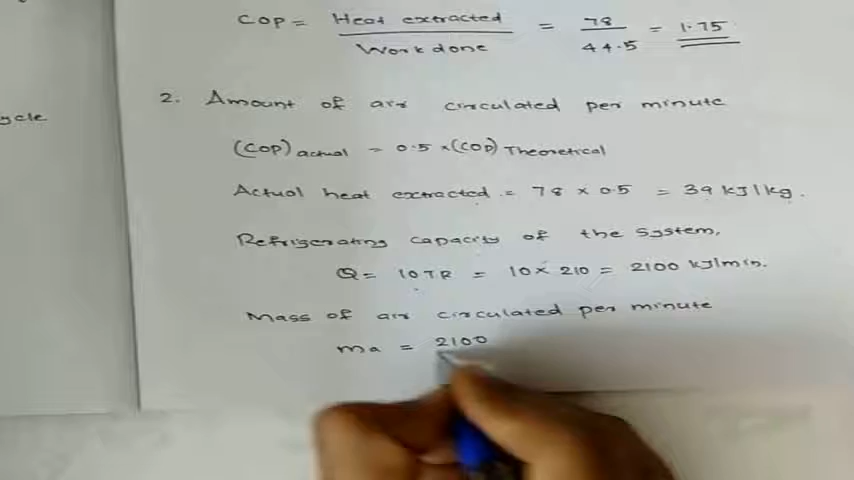 COP = Heat extracted / Work done = 78 / 44.5 = 1.75
ycle
2. Amount of air circulated per minute
(COP) actual = 0.5 × (COP) Theoretical
Actual heat extracted = 78 × 0.5 = 39 kJ/kg.
Refrigerating capacity of the system,
Q = 10TR = 10 × 210 = 2100 kJ/min.
Mass of air circulated per minute
ma = 2100